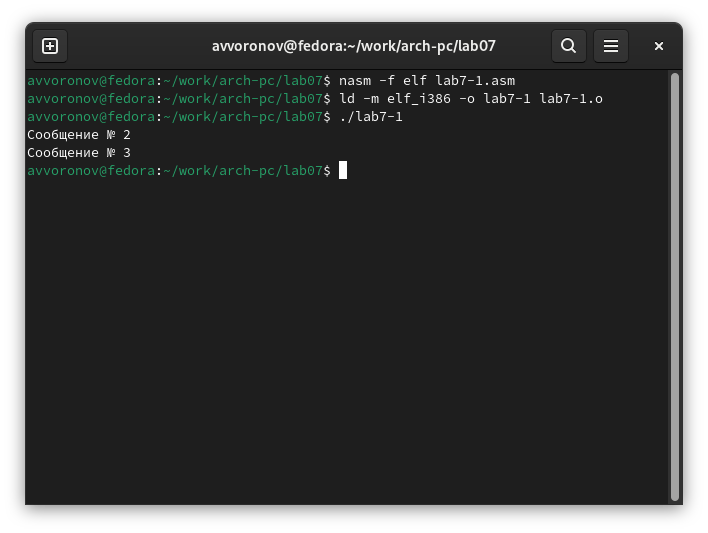 avvoronov@fedora:~/work/arch-pc/lab07
avvoronov@fedora:~/work/arch-pc/lab07$ nasm -f elf lab7-1.asm
avvoronov@fedora:~/work/arch-pc/lab07$ ld -m elf_i386 -o lab7-1 lab7-1.o
avvoronov@fedora:~/work/arch-pc/lab07$ ./lab7-1
Сообщение № 2
Сообщение № 3
avvoronov@fedora:~/work/arch-pc/lab07$